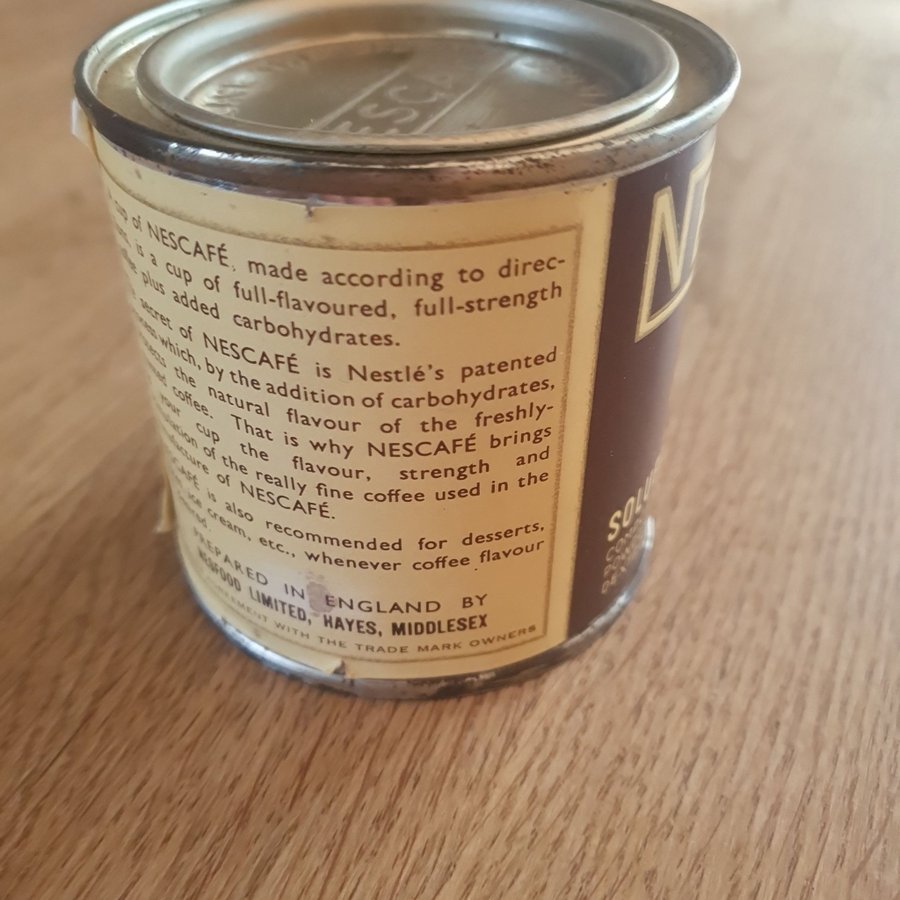 NESCA
cup of NESCAFÉ, made according to direc-
is a cup of full-flavoured, full-strength
plus added carbohydrates.
secret of NESCAFÉ is Nestlé's patented
which, by the addition of carbohydrates,
the natural flavour of the freshly-
coffee. That is why NESCAFÉ brings
your cup the flavour, strength and
of the really fine coffee used in the
of NESCAFÉ.
is also recommended for desserts,
ice cream, etc., whenever coffee flavour
PREPARED IN ENGLAND BY
LIMITED, HAYES, MIDDLESEX
WITH THE TRADE MARK OWNERS
N
SOLU